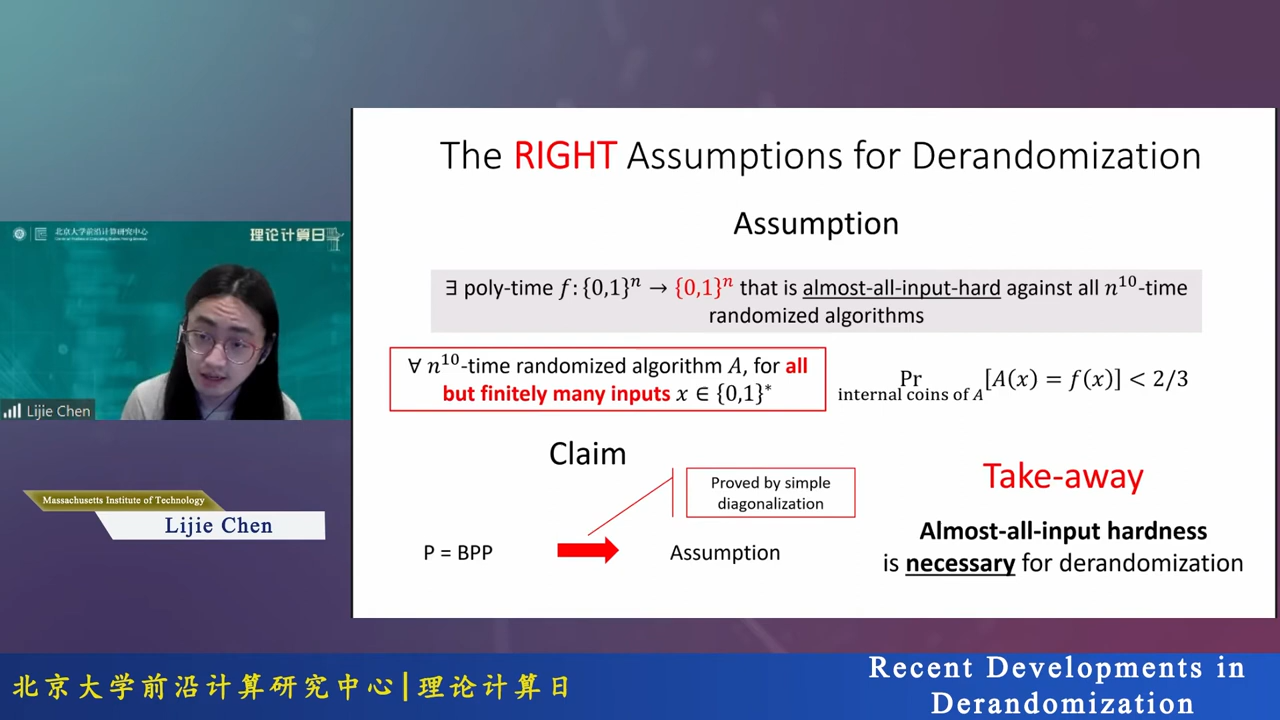 The RIGHT Assumptions for Derandomization
Assumption
∃ poly-time f: {0,1}ⁿ → {0,1}ⁿ that is almost-all-input-hard against all n¹⁰-time
randomized algorithms
∀ n¹⁰-time randomized algorithm A, for all
but finitely many inputs x ∈ {0,1}*
Pr [A(x) = f(x)] < 2/3
internal coins of A
Claim
Proved by simple
diagonalization
P = BPP
Assumption
Take-away
Almost-all-input hardness
is necessary for derandomization
北京大学前沿计算研究中心
理论计算日
Lijie Chen
Massachusetts Institute of Technology
Lijie Chen
北京大学前沿计算研究中心|理论计算日
Recent Developments in
Derandomization